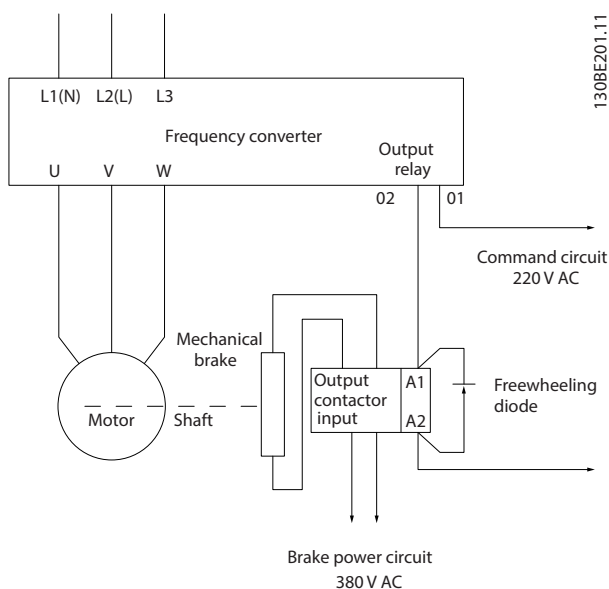 130BE201.11
L1(N) L2(L) L3
Frequency converter
U V W
Output
relay
02 01
Command circuit
220 V AC
Mechanical
brake
Output
contactor
input
A1
A2
Freewheeling
diode
Motor
Shaft
Brake power circuit
380 V AC